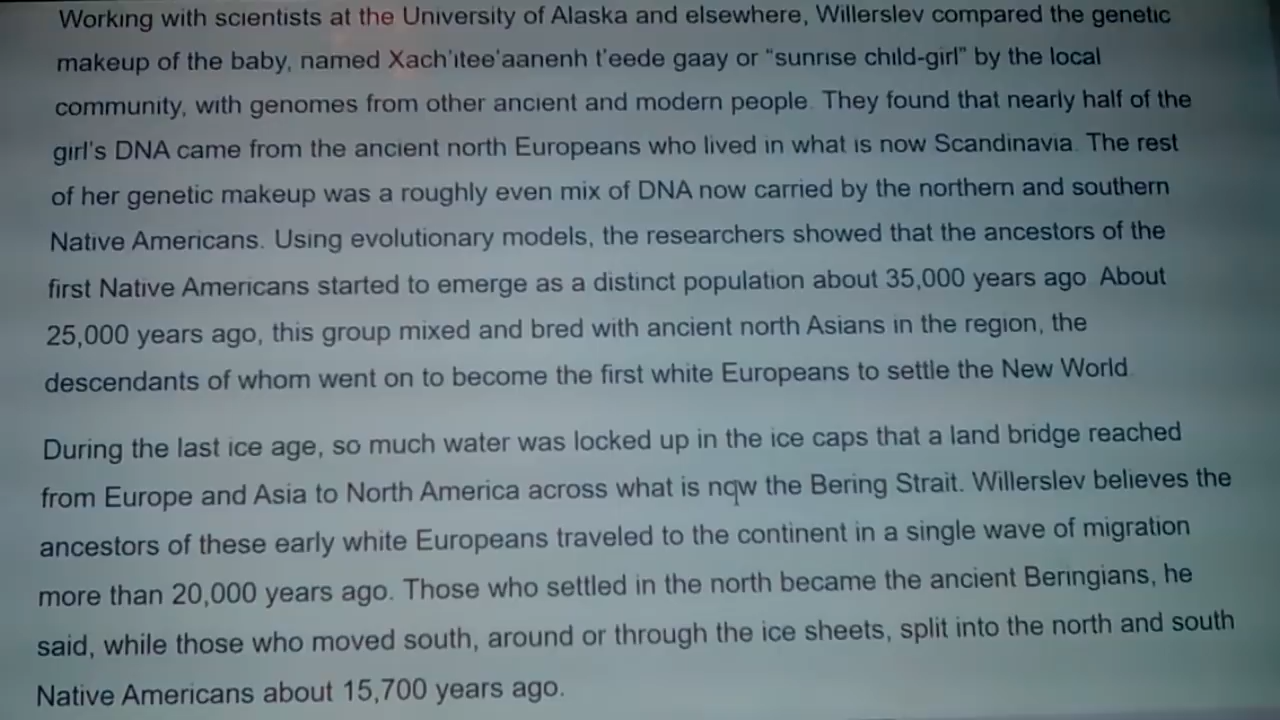 Working with scientists at the University of Alaska and elsewhere, Willerslev compared the genetic
makeup of the baby, named Xach'itee'aanenh t'eede gaay or "sunrise child-girl" by the local
community, with genomes from other ancient and modern people. They found that nearly half of the
girl's DNA came from the ancient north Europeans who lived in what is now Scandinavia. The rest
of her genetic makeup was a roughly even mix of DNA now carried by the northern and southern
Native Americans. Using evolutionary models, the researchers showed that the ancestors of the
first Native Americans started to emerge as a distinct population about 35,000 years ago. About
25,000 years ago, this group mixed and bred with ancient north Asians in the region, the
descendants of whom went on to become the first white Europeans to settle the New World.
During the last ice age, so much water was locked up in the ice caps that a land bridge reached
from Europe and Asia to North America across what is now the Bering Strait. Willerslev believes the
ancestors of these early white Europeans traveled to the continent in a single wave of migration
more than 20,000 years ago. Those who settled in the north became the ancient Beringians, he
said, while those who moved south, around or through the ice sheets, split into the north and south
Native Americans about 15,700 years ago.